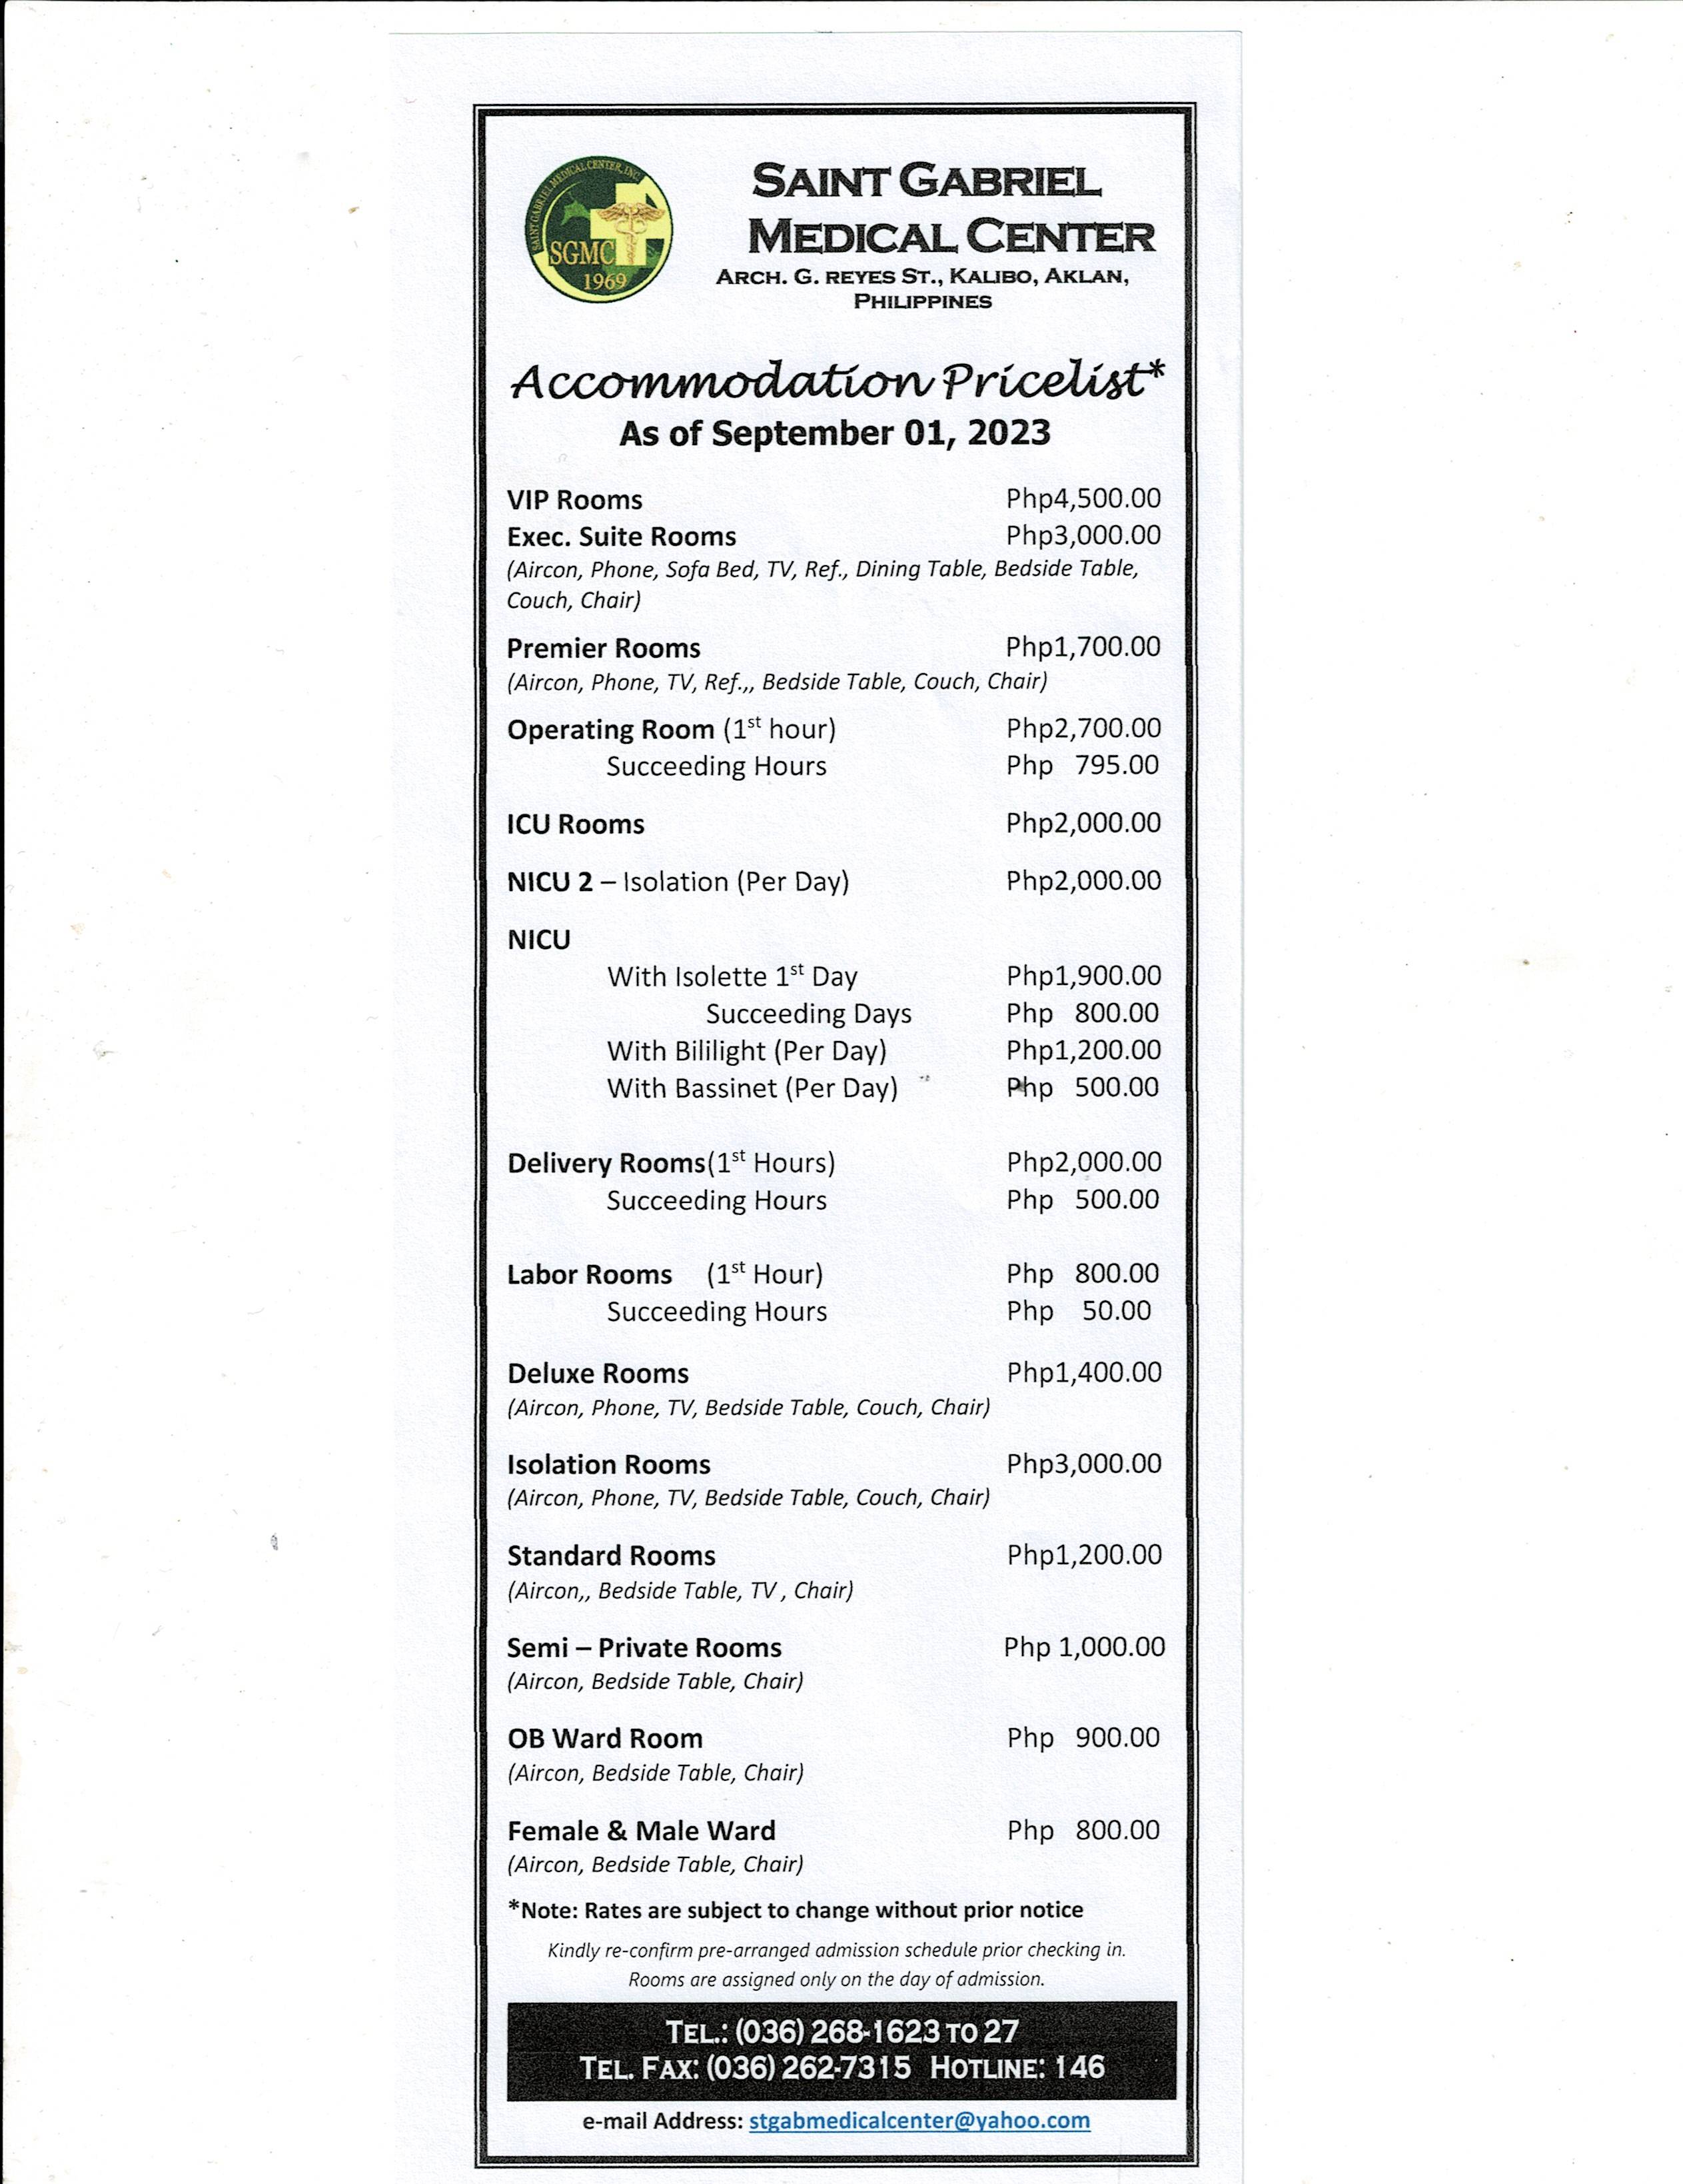 SAINT GABRIEL MEDICAL CENTER, INC.
SGMC
1969
SAINT GABRIEL
MEDICAL CENTER
ARCH. G. REYES ST., KALIBO, AKLAN,
PHILIPPINES
Accommodation Pricelist*
As of September 01, 2023
VIP Rooms Php4,500.00
Exec. Suite Rooms Php3,000.00
(Aircon, Phone, Sofa Bed, TV, Ref., Dining Table, Bedside Table,
Couch, Chair)
Premier Rooms Php1,700.00
(Aircon, Phone, TV, Ref.,, Bedside Table, Couch, Chair)
Operating Room (1st hour) Php2,700.00
Succeeding Hours Php 795.00
ICU Rooms Php2,000.00
NICU 2 – Isolation (Per Day) Php2,000.00
NICU
With Isolette 1st Day Php1,900.00
Succeeding Days Php 800.00
With Bililight (Per Day) Php1,200.00
With Bassinet (Per Day) Php 500.00
Delivery Rooms(1st Hours) Php2,000.00
Succeeding Hours Php 500.00
Labor Rooms (1st Hour) Php 800.00
Succeeding Hours Php 50.00
Deluxe Rooms Php1,400.00
(Aircon, Phone, TV, Bedside Table, Couch, Chair)
Isolation Rooms Php3,000.00
(Aircon, Phone, TV, Bedside Table, Couch, Chair)
Standard Rooms Php1,200.00
(Aircon,, Bedside Table, TV , Chair)
Semi – Private Rooms Php 1,000.00
(Aircon, Bedside Table, Chair)
OB Ward Room Php 900.00
(Aircon, Bedside Table, Chair)
Female & Male Ward Php 800.00
(Aircon, Bedside Table, Chair)
*Note: Rates are subject to change without prior notice
Kindly re-confirm pre-arranged admission schedule prior checking in.
Rooms are assigned only on the day of admission.
TEL.: (036) 268-1623 TO 27
TEL. FAX: (036) 262-7315 HOTLINE: 146
e-mail Address: stgabmedicalcenter@yahoo.com